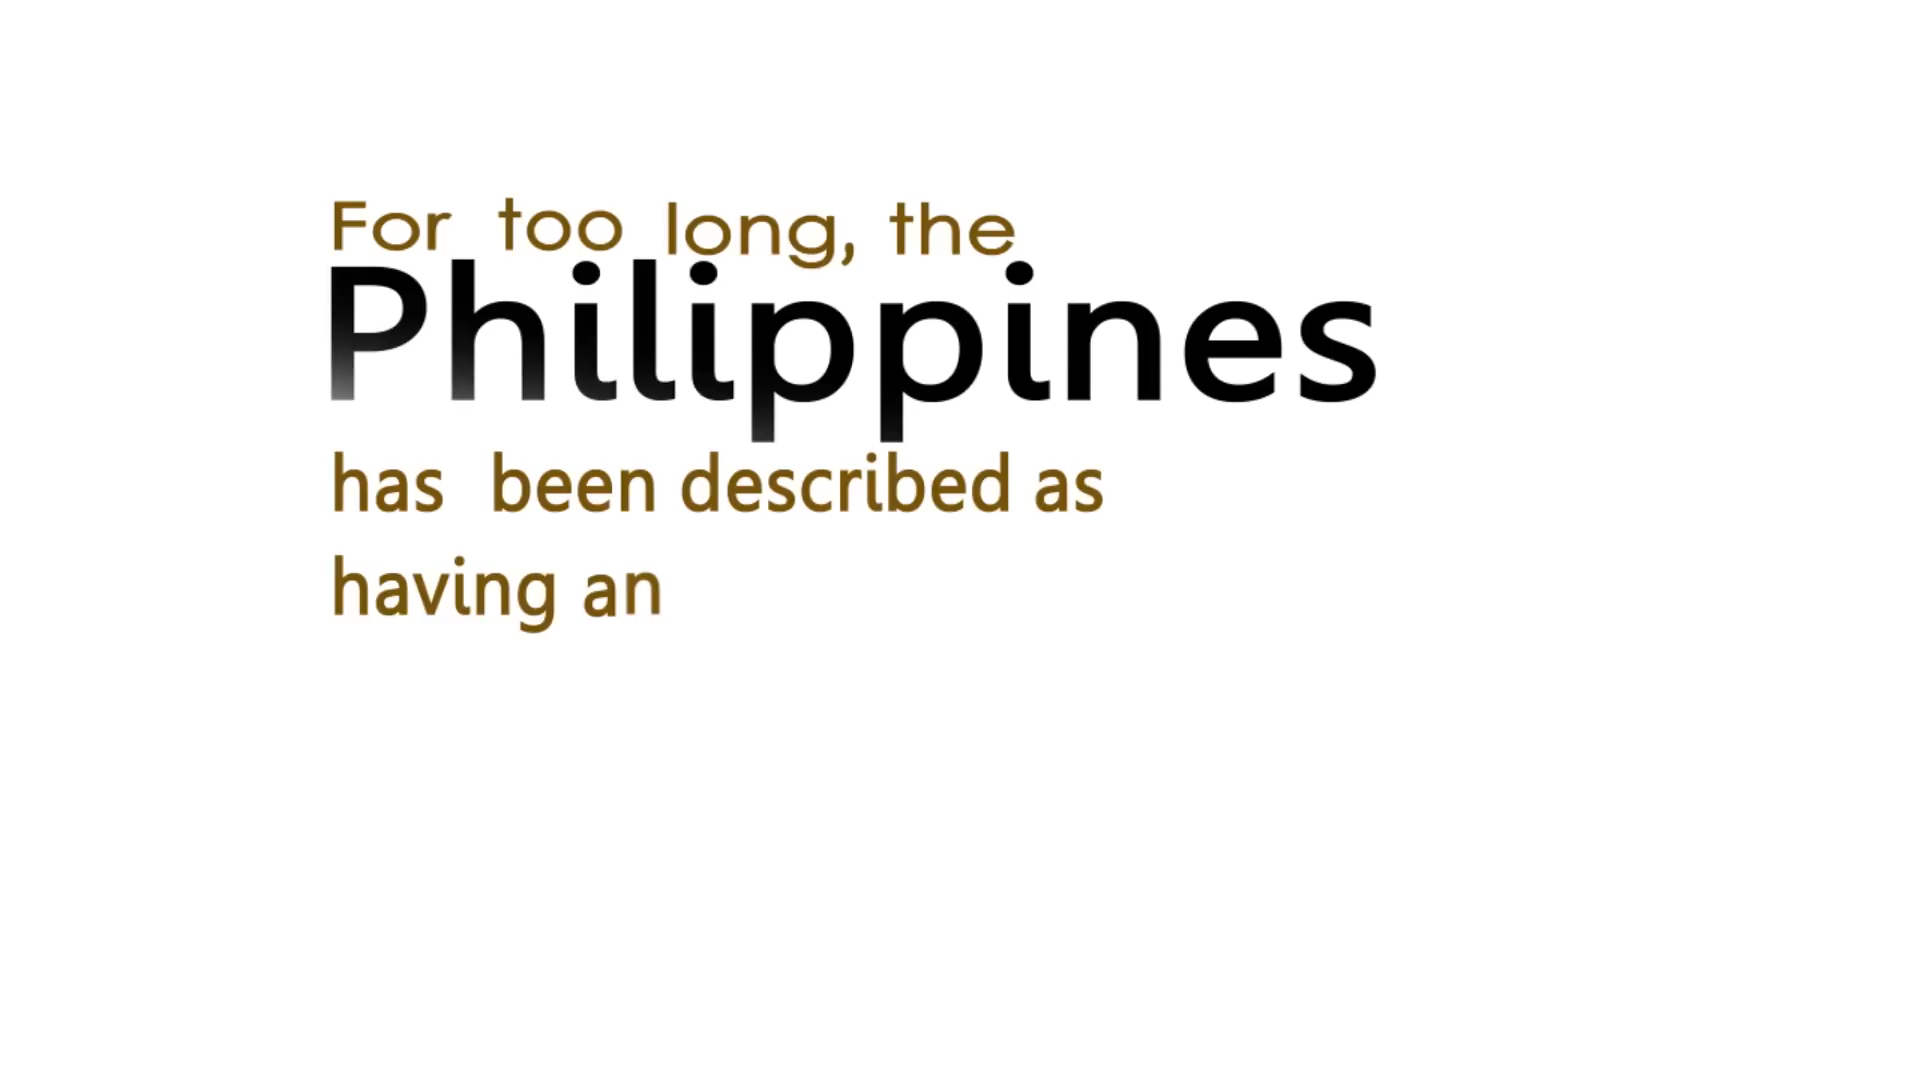 For too long, the
Philippines
has been described as
having an